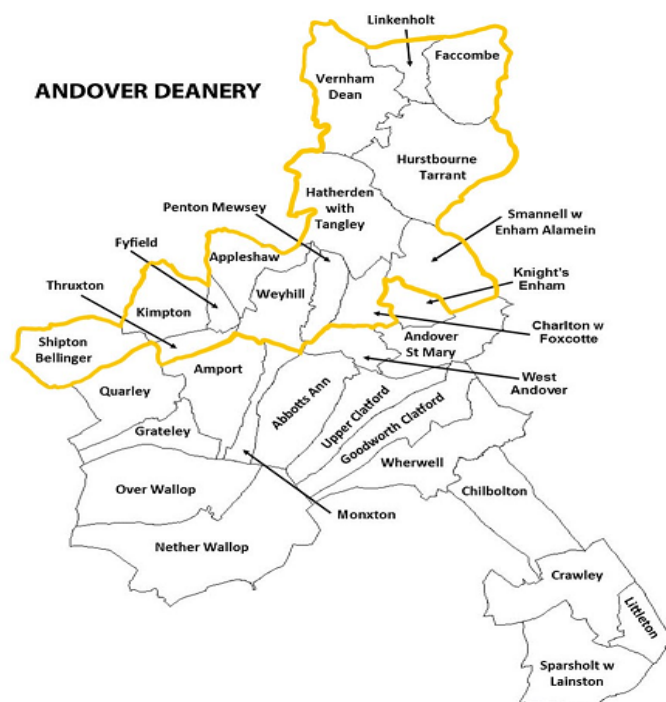 Linkenholt
Faccombe
Vernham
Dean
ANDOVER DEANERY
Hurstbourne
Tarrant
Hatherden
with
Tangley
Penton Mewsey
Smannell w
Enham Alamein
Fyfield
Appleshaw
Knight's
Enham
Thruxton
Weyhill
Kimpton
Charlton w
Foxcotte
Shipton
Bellinger
Andover
St Mary
Amport
West
Andover
Quarley
Abbotts Ann
Upper Clatford
Goodworth Clatford
Grateley
Wherwell
Over Wallop
Chilbolton
Monxton
Nether Wallop
Crawley
Littleton
Sparsholt w
Lainston